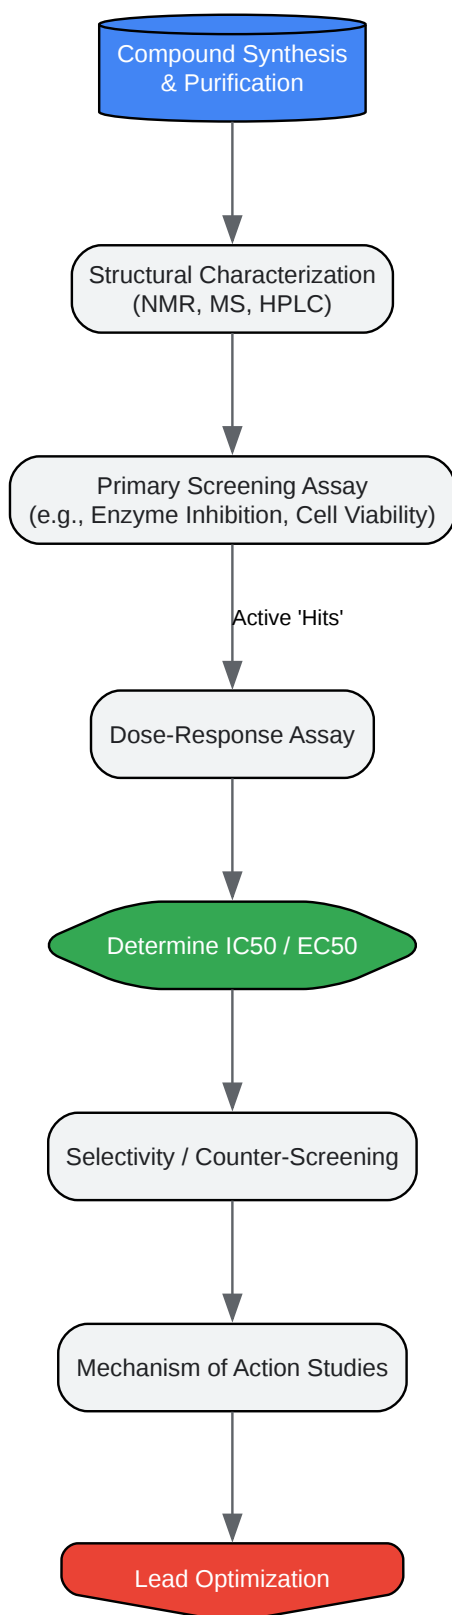 Compound Synthesis
& Purification
Structural Characterization
(NMR, MS, HPLC)
Primary Screening Assay
(e.g., Enzyme Inhibition, Cell Viability)
Active 'Hits'
Dose-Response Assay
Determine IC50 / EC50
Selectivity / Counter-Screening
Mechanism of Action Studies
Lead Optimization